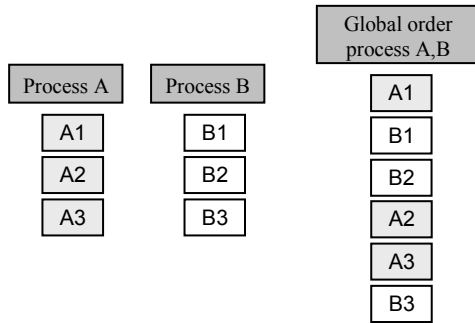 Global order
process A,B
Process A
Process B
A1
A1
B1
B1
A2
B2
B2
A3
B3
A2
A3
B3